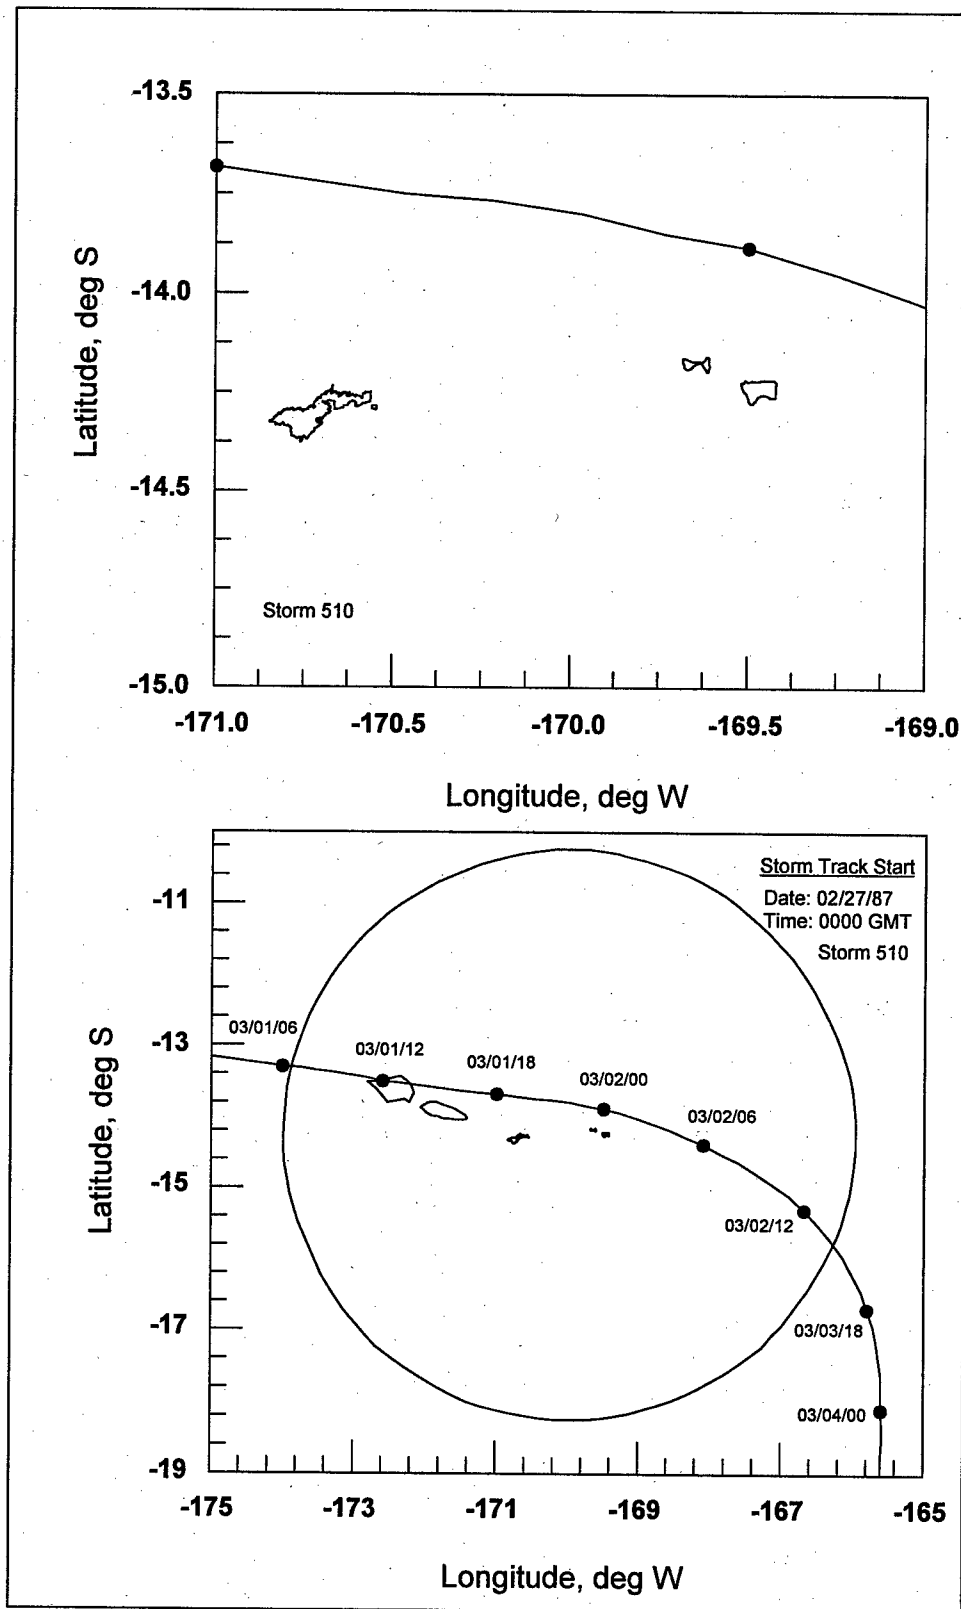 -13.5
-14.0
-14.5
-15.0
Latitude, deg S
Storm 510
-171.0 -170.5 -170.0 -169.5 -169.0
Longitude, deg W
Storm Track Start
Date: 02/27/87
Time: 0000 GMT
Storm 510
-11
-13
-15
-17
-19
Latitude, deg S
03/01/06
03/01/12
03/01/18
03/02/00
03/02/06
03/02/12
03/03/18
03/04/00
-175 -173 -171 -169 -167 -165
Longitude, deg W